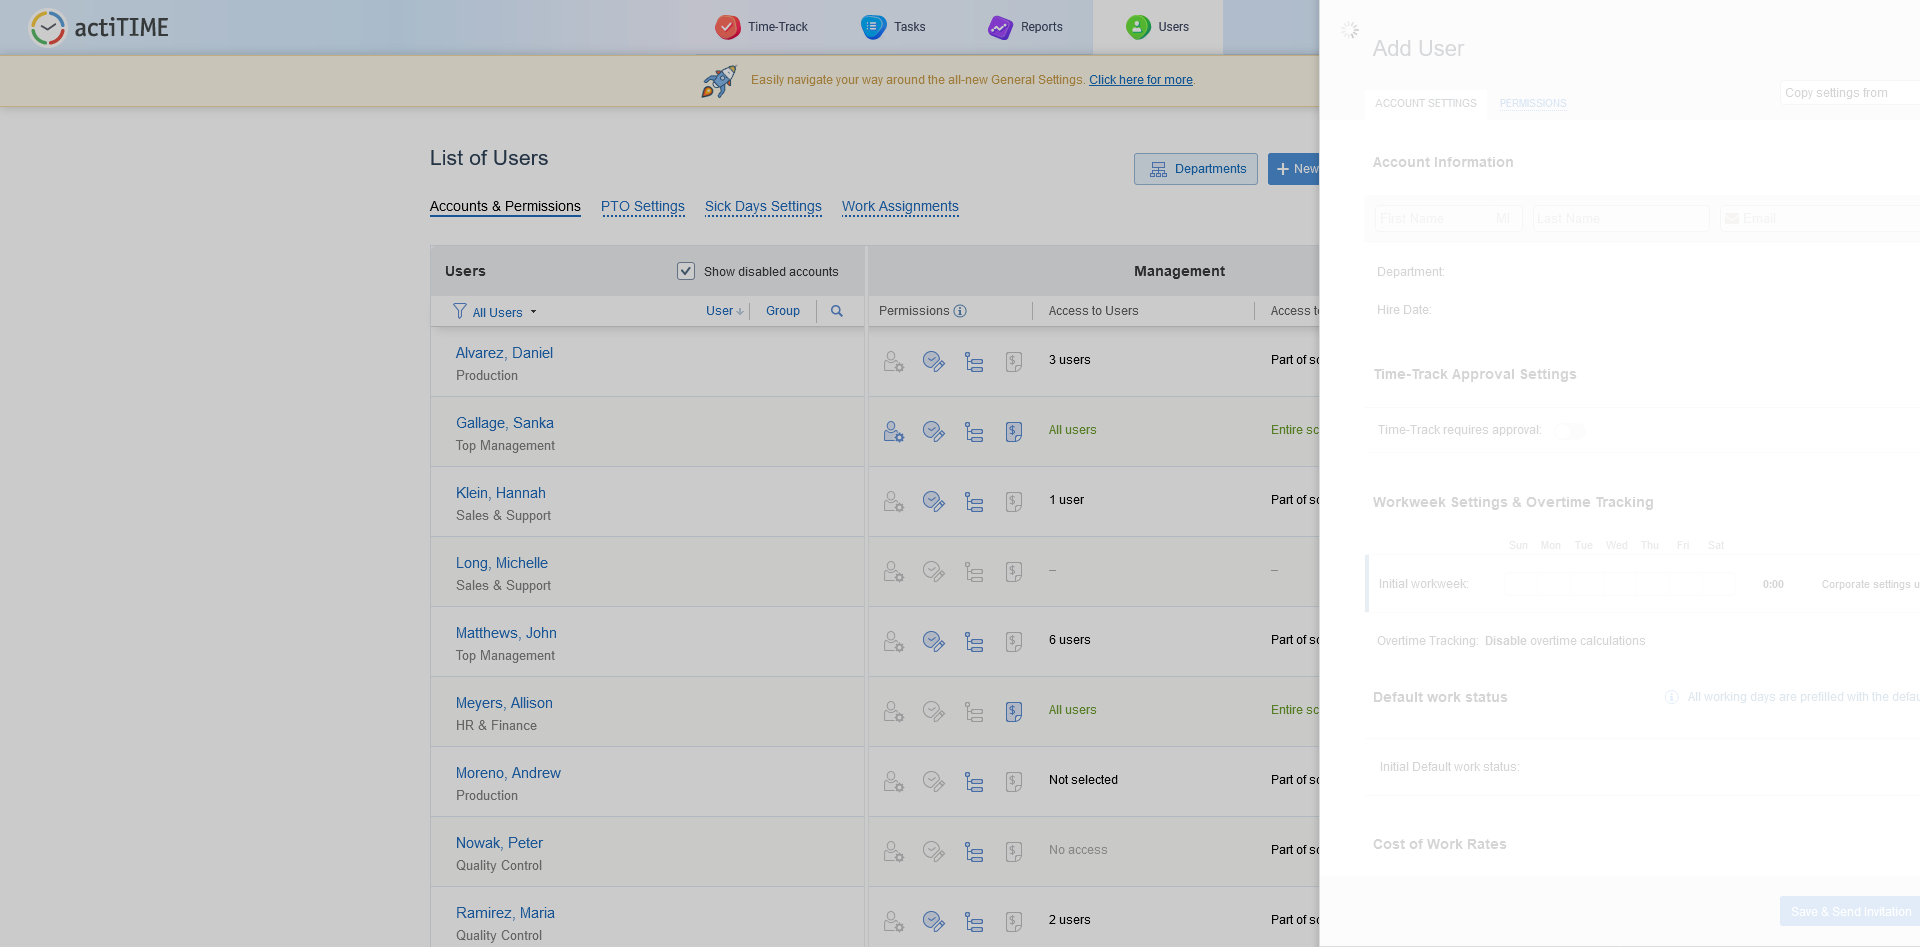 actiTIME
Time-Track
Tasks
Reports
Users
Easily navigate your way around the all-new General Settings. Click here for more.
List of Users
Departments
New
Accounts & Permissions
PTO Settings
Sick Days Settings
Work Assignments
Users
Show disabled accounts
Management
All Users
User
Group
Permissions
Access to Users
Access to
Alvarez, Daniel
Production
3 users
Part of sc
Gallage, Sanka
Top Management
All users
Entire sc
Klein, Hannah
Sales & Support
1 user
Part of sc
Long, Michelle
Sales & Support
–
–
Matthews, John
Top Management
6 users
Part of sc
Meyers, Allison
HR & Finance
All users
Entire sc
Moreno, Andrew
Production
Not selected
Part of sc
Nowak, Peter
Quality Control
No access
Part of sc
Ramirez, Maria
Quality Control
2 users
Part of sc
Add User
ACCOUNT SETTINGS
PERMISSIONS
Copy settings from
Account Information
First Name
MI
Last Name
Email
Department:
Hire Date:
Time-Track Approval Settings
Time-Track requires approval:
Workweek Settings & Overtime Tracking
Sun Mon Tue Wed Thu Fri Sat
Initial workweek:
0:00
Corporate settings u
Overtime Tracking: Disable overtime calculations
Default work status
All working days are prefilled with the defau
Initial Default work status:
Cost of Work Rates
Save & Send Invitation